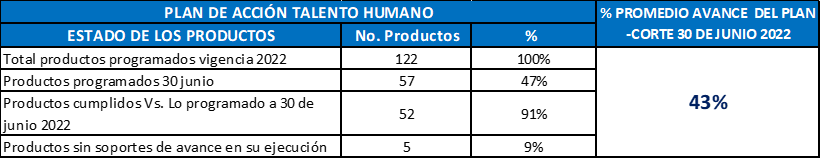 PLAN DE ACCIÓN TALENTO HUMANO
% PROMEDIO AVANCE DEL PLAN
-CORTE 30 DE JUNIO 2022
ESTADO DE LOS PRODUCTOS No. Productos %
Total productos programados vigencia 2022 122 100%
Productos programados 30 junio 57 47%
Productos cumplidos Vs. Lo programado a 30 de
junio 2022 52 91%
43%
Productos sin soportes de avance en su ejecución 5 9%